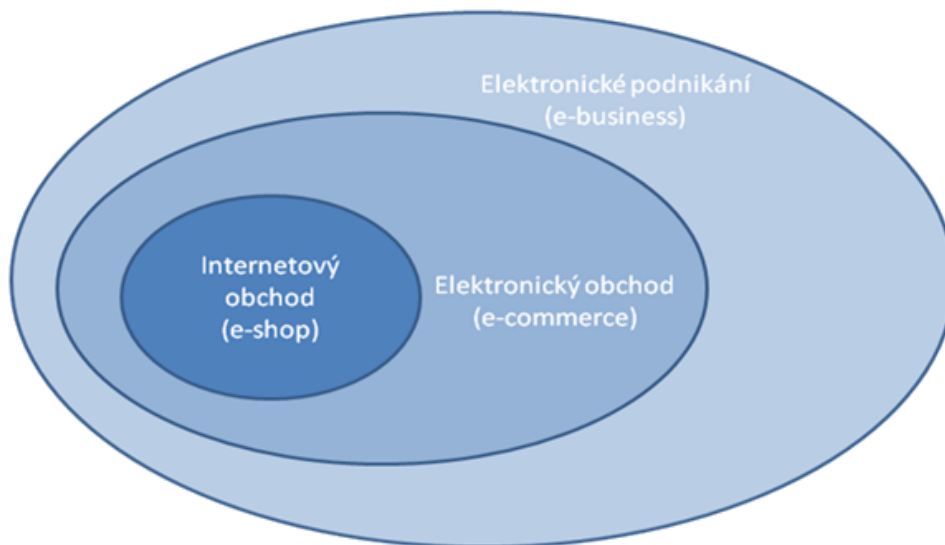 Elektronické podnikání
(e-business)
Internetový
obchod
(e-shop)
Elektronický obchod
(e-commerce)